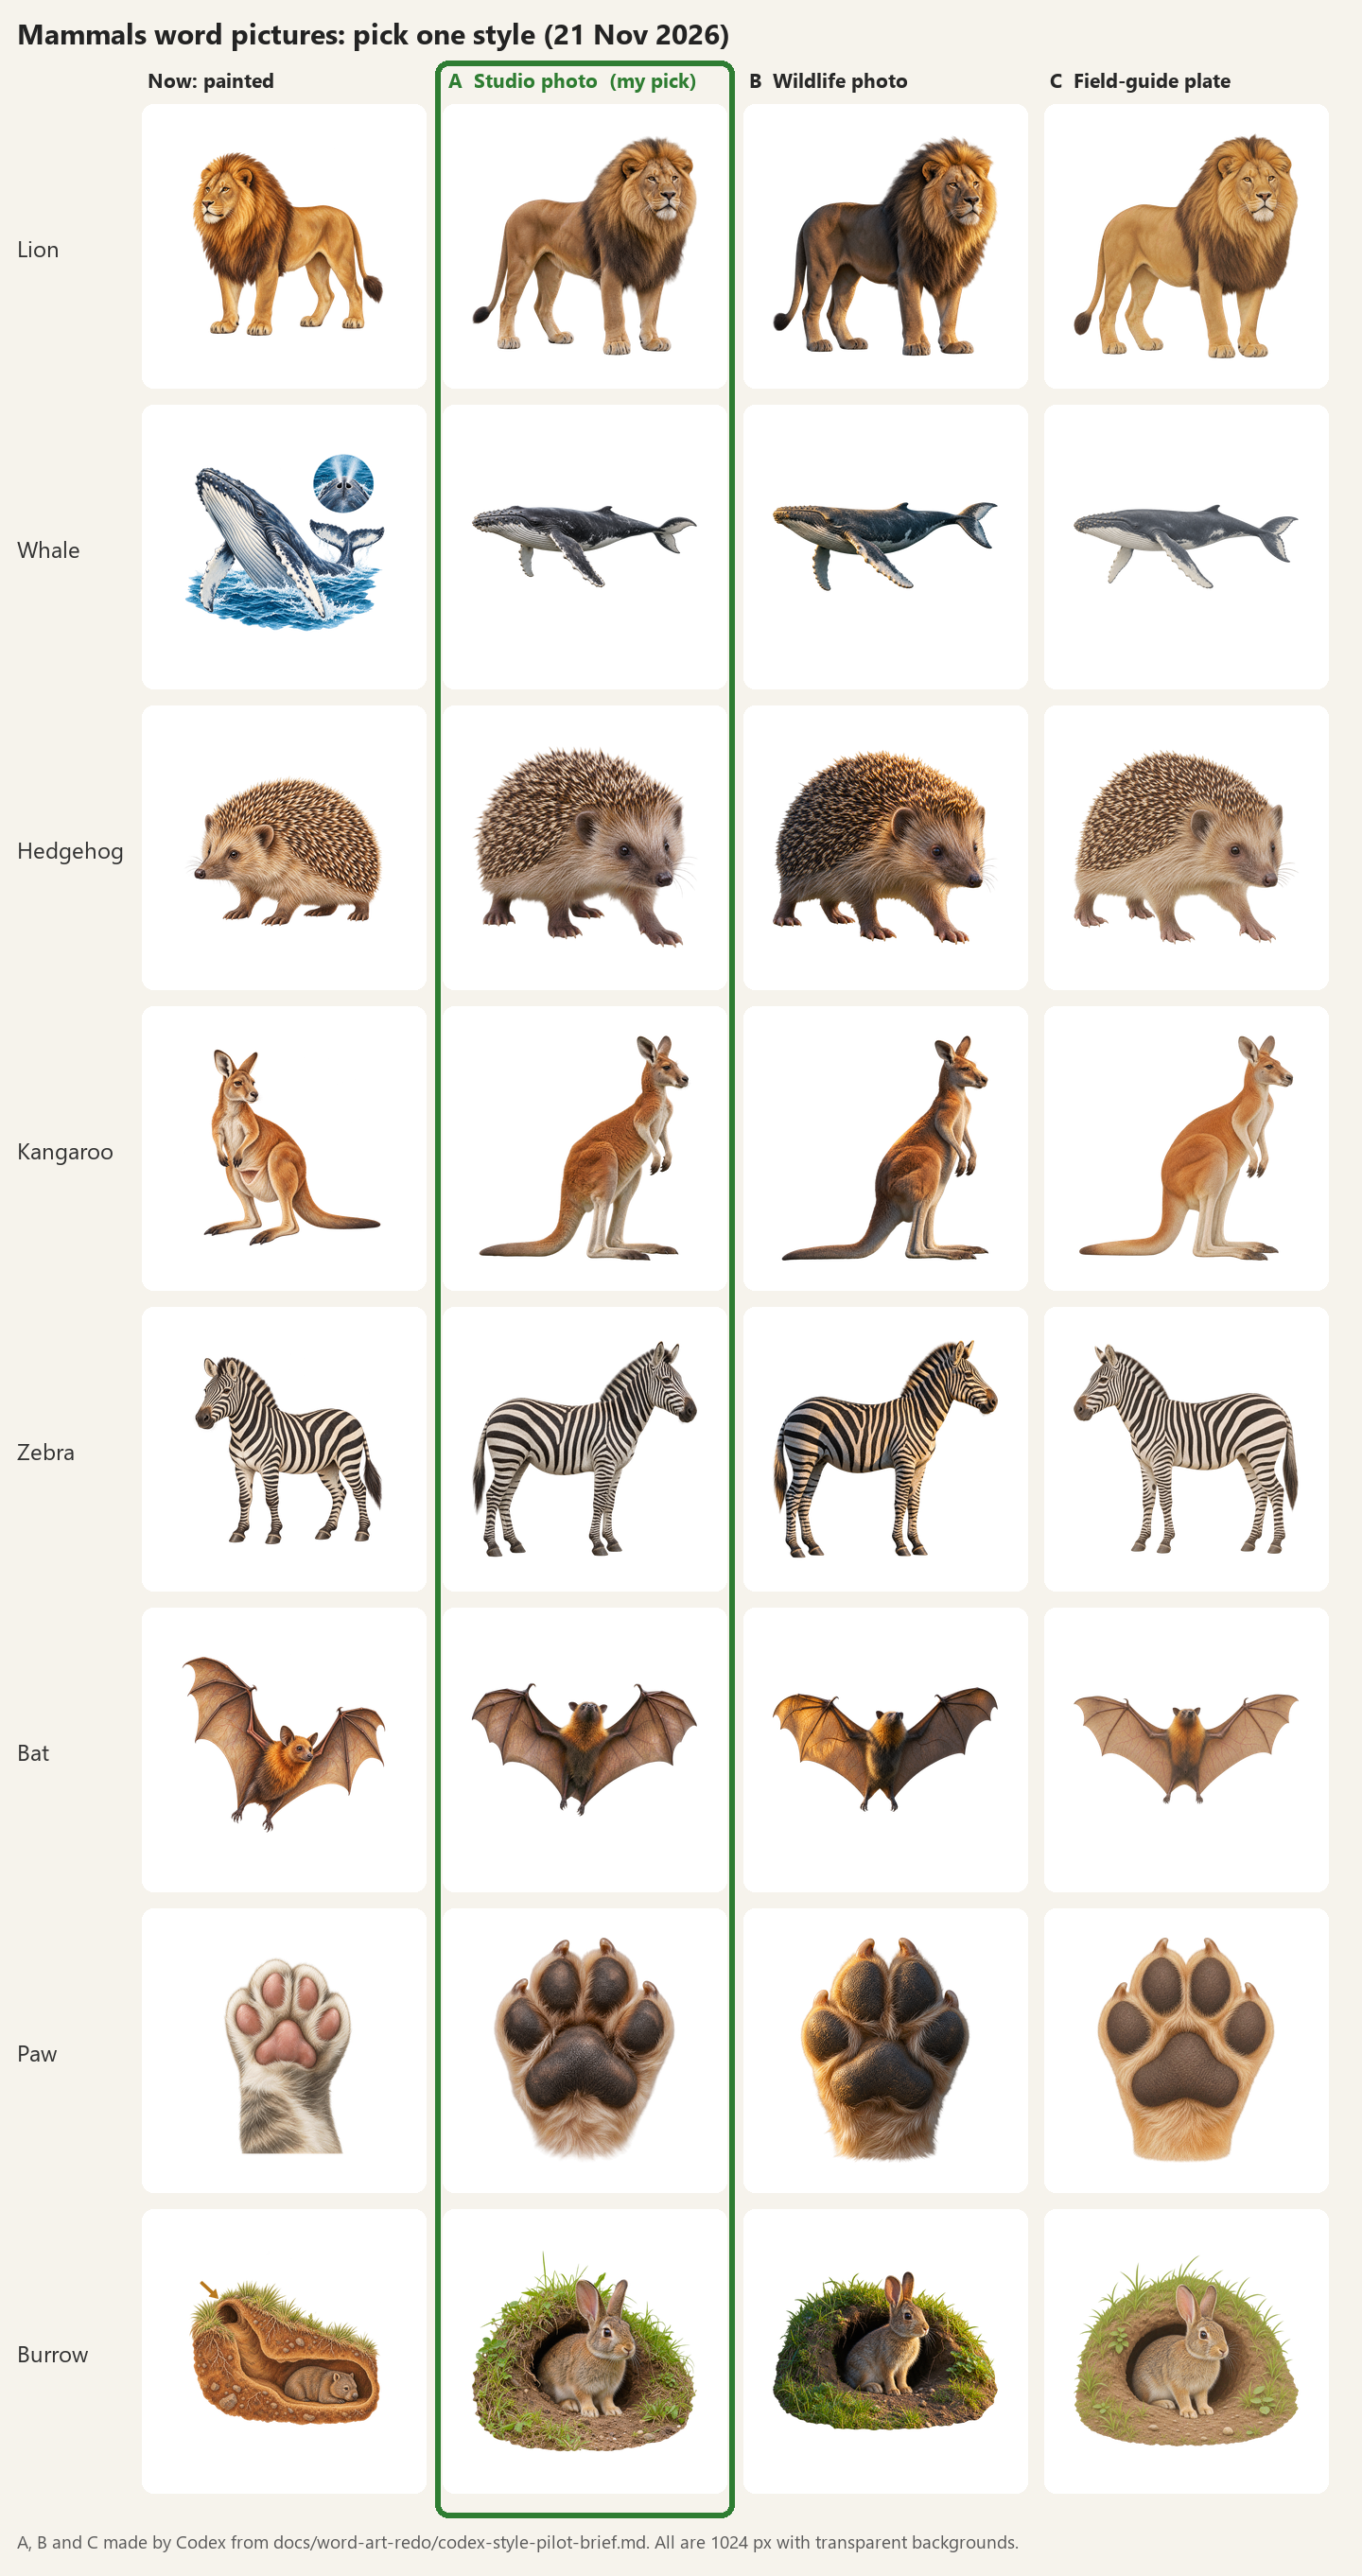 Mammals word pictures: pick one style (21 Nov 2026)
Now: painted
A Studio photo (my pick)
B Wildlife photo
C Field-guide plate
Lion
Whale
Hedgehog
Kangaroo
Zebra
Bat
Paw
Burrow
A, B and C made by Codex from docs/word-art-redo/codex-style-pilot-brief.md. All are 1024 px with transparent backgrounds.